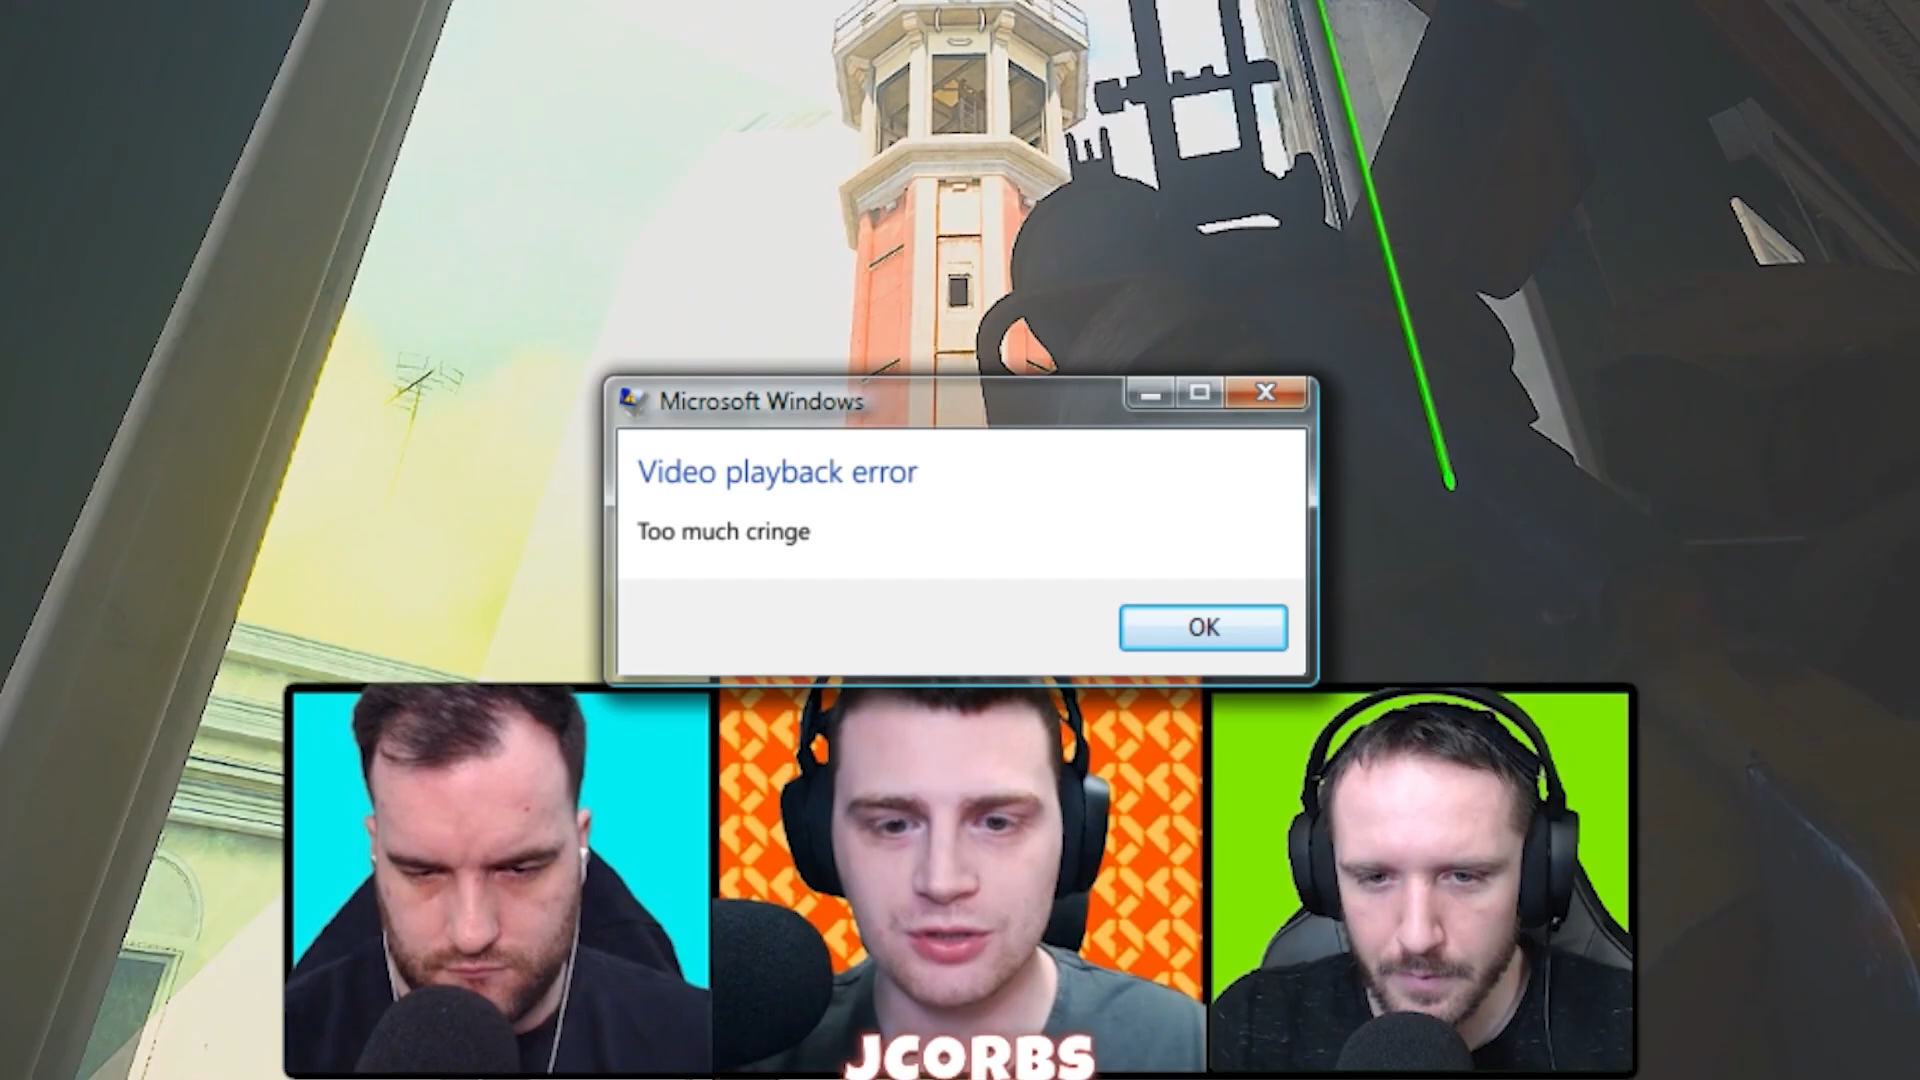 Microsoft Windows
Video playback error
Too much cringe
OK
JCORBS